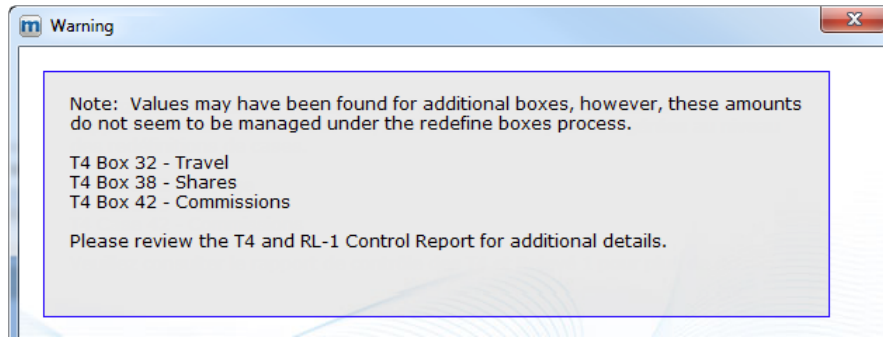 m Warning
Note: Values may have been found for additional boxes, however, these amounts
do not seem to be managed under the redefine boxes process.
T4 Box 32 - Travel
T4 Box 38 - Shares
T4 Box 42 - Commissions
Please review the T4 and RL-1 Control Report for additional details.